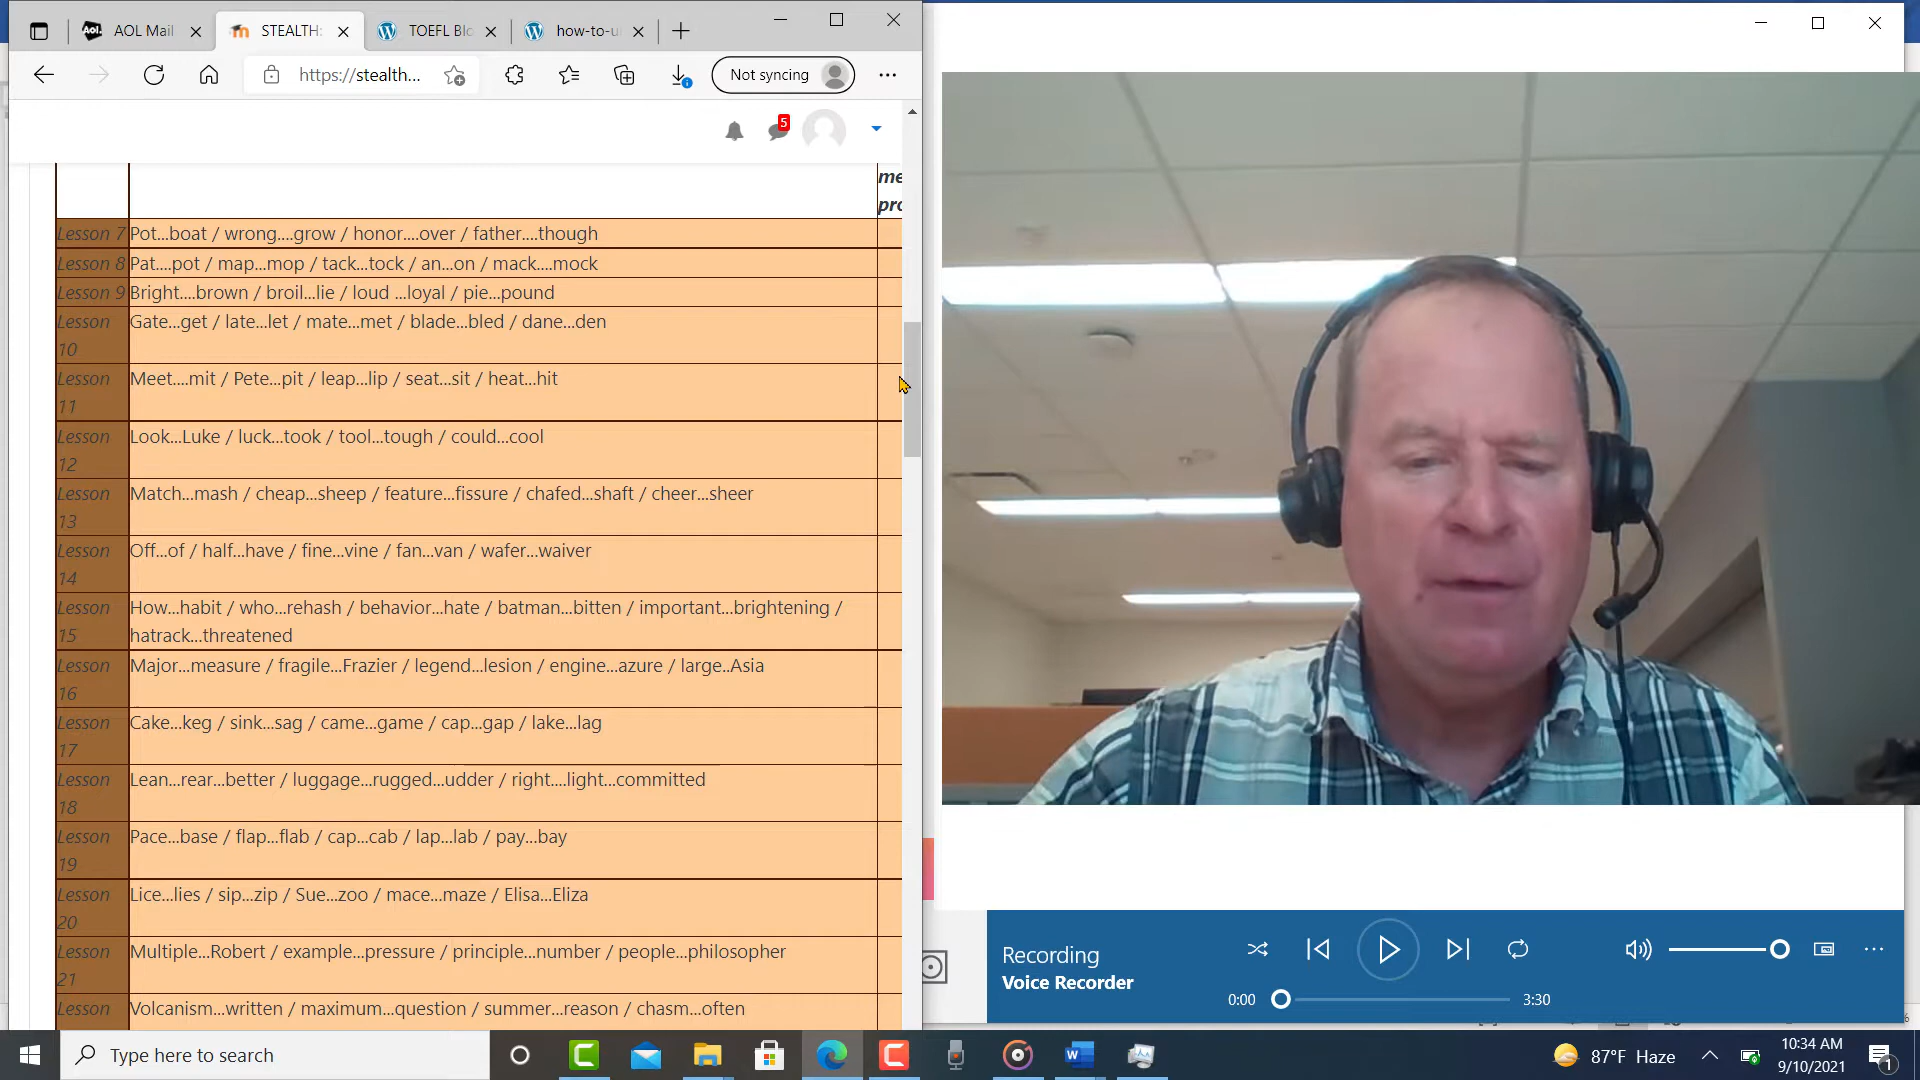 AOL Mail
STEALTH:
TOEFL Blo
how-to-u
https://stealth...
Not syncing
5
me
pro
Lesson 7 Pot...boat / wrong....grow / honor....over / father....though
Lesson 8 Pat....pot / map...mop / tack...tock / an...on / mack....mock
Lesson 9 Bright....brown / broil...lie / loud ...loyal / pie...pound
Lesson Gate...get / late...let / mate...met / blade...bled / dane...den
10
Lesson Meet....mit / Pete...pit / leap...lip / seat...sit / heat...hit
11
Lesson Look...Luke / luck...took / tool...tough / could...cool
12
Lesson Match...mash / cheap...sheep / feature...fissure / chafed...shaft / cheer...sheer
13
Lesson Off...of / half...have / fine...vine / fan...van / wafer...waiver
14
Lesson How...habit / who...rehash / behavior...hate / batman...bitten / important...brightening /
15 hatrack...threatened
Lesson Major...measure / fragile...Frazier / legend...lesion / engine...azure / large..Asia
16
Lesson Cake...keg / sink...sag / came...game / cap...gap / lake...lag
17
Lesson Lean...rear...better / luggage...rugged...udder / right....light...committed
18
Lesson Pace...base / flap...flab / cap...cab / lap...lab / pay...bay
19
Lesson Lice...lies / sip...zip / Sue...zoo / mace...maze / Elisa...Eliza
20
Lesson Multiple...Robert / example...pressure / principle...number / people...philosopher
21
Lesson Volcanism...written / maximum...question / summer...reason / chasm...often
Recording
Voice Recorder
0:00
3:30
Type here to search
87°F Haze
10:34 AM
9/10/2021
1